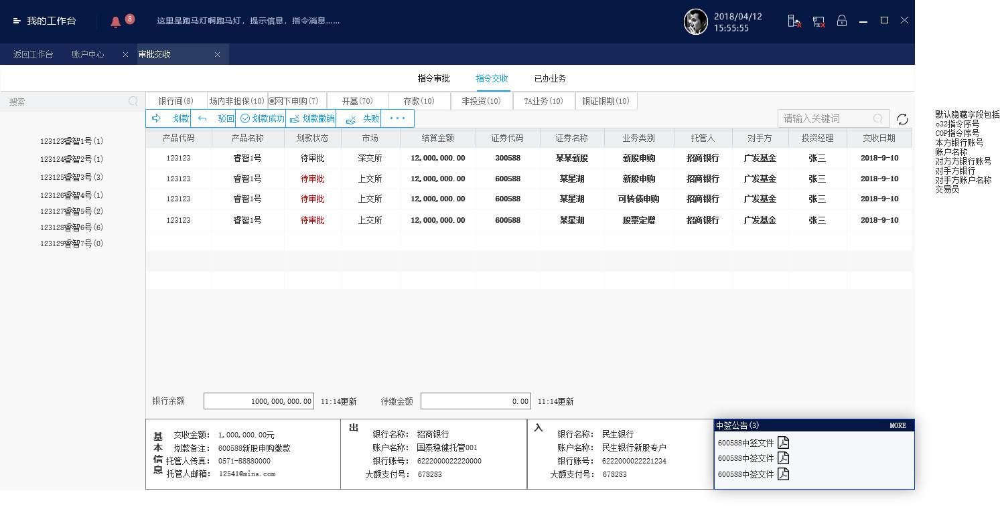 我的工作台
8
这里是跑马灯啊跑马灯，提示信息，指令消息……
2018/04/12
15:55:55
返回工作台 账户中心 × 审批交收 ×
指令审批 指令交收 已办业务
搜索
银行间(8) 场内非担保(10) 网下申购(7) 开基(70) 存款(10) 非投资(10) TA业务(10) 银证银期(10)
划款 驳回 划款成功 划款撤销 失败 ···
请输入关键词
123123睿智1号(1)
123124睿智2号(1)
123125睿智3号(3)
123126睿智4号(1)
123127睿智5号(2)
123128睿智6号(6)
123129睿智7号(0)
产品代码 产品名称 划款状态 市场 结算金额 证券代码 证券名称 业务类别 托管人 对手方 投资经理 交收日期
123123 睿智1号 待审批 深交所 12,000,000.00 300588 某某新股 新股申购 招商银行 广发基金 张三 2018-9-10
123123 睿智1号 待审批 上交所 12,000,000.00 600588 某星湖 新股申购 招商银行 广发基金 张三 2018-9-10
123123 睿智1号 待审批 上交所 12,000,000.00 600588 某星湖 可转债申购 招商银行 广发基金 张三 2018-9-10
123123 睿智1号 待审批 上交所 12,000,000.00 600588 某星湖 股票定增 招商银行 广发基金 张三 2018-9-10
银行余额 1000,000,000.00 11:14更新 待缴金额 0.00 11:14更新
基本信息
交收金额： 1,000,000.00元
划款备注： 600588新股申购缴款
托管人传真： 0571-88880000
托管人邮箱： 12541@mins.com
出
银行名称： 招商银行
账户名称： 国泰稳健托管001
银行账号： 6222000022220000
大额支付号： 678283
入
银行名称： 民生银行
账户名称： 民生银行新股专户
银行账号： 6222000022221234
大额支付号： 678283
中签公告(3) MORE
600588中签文件
600588中签文件
600588中签文件
默认隐藏字段包括
o32指令序号
COP指令序号
本方银行账号
账户名称
对方方银行账号
对手方银行
对手方账户名称
交易员